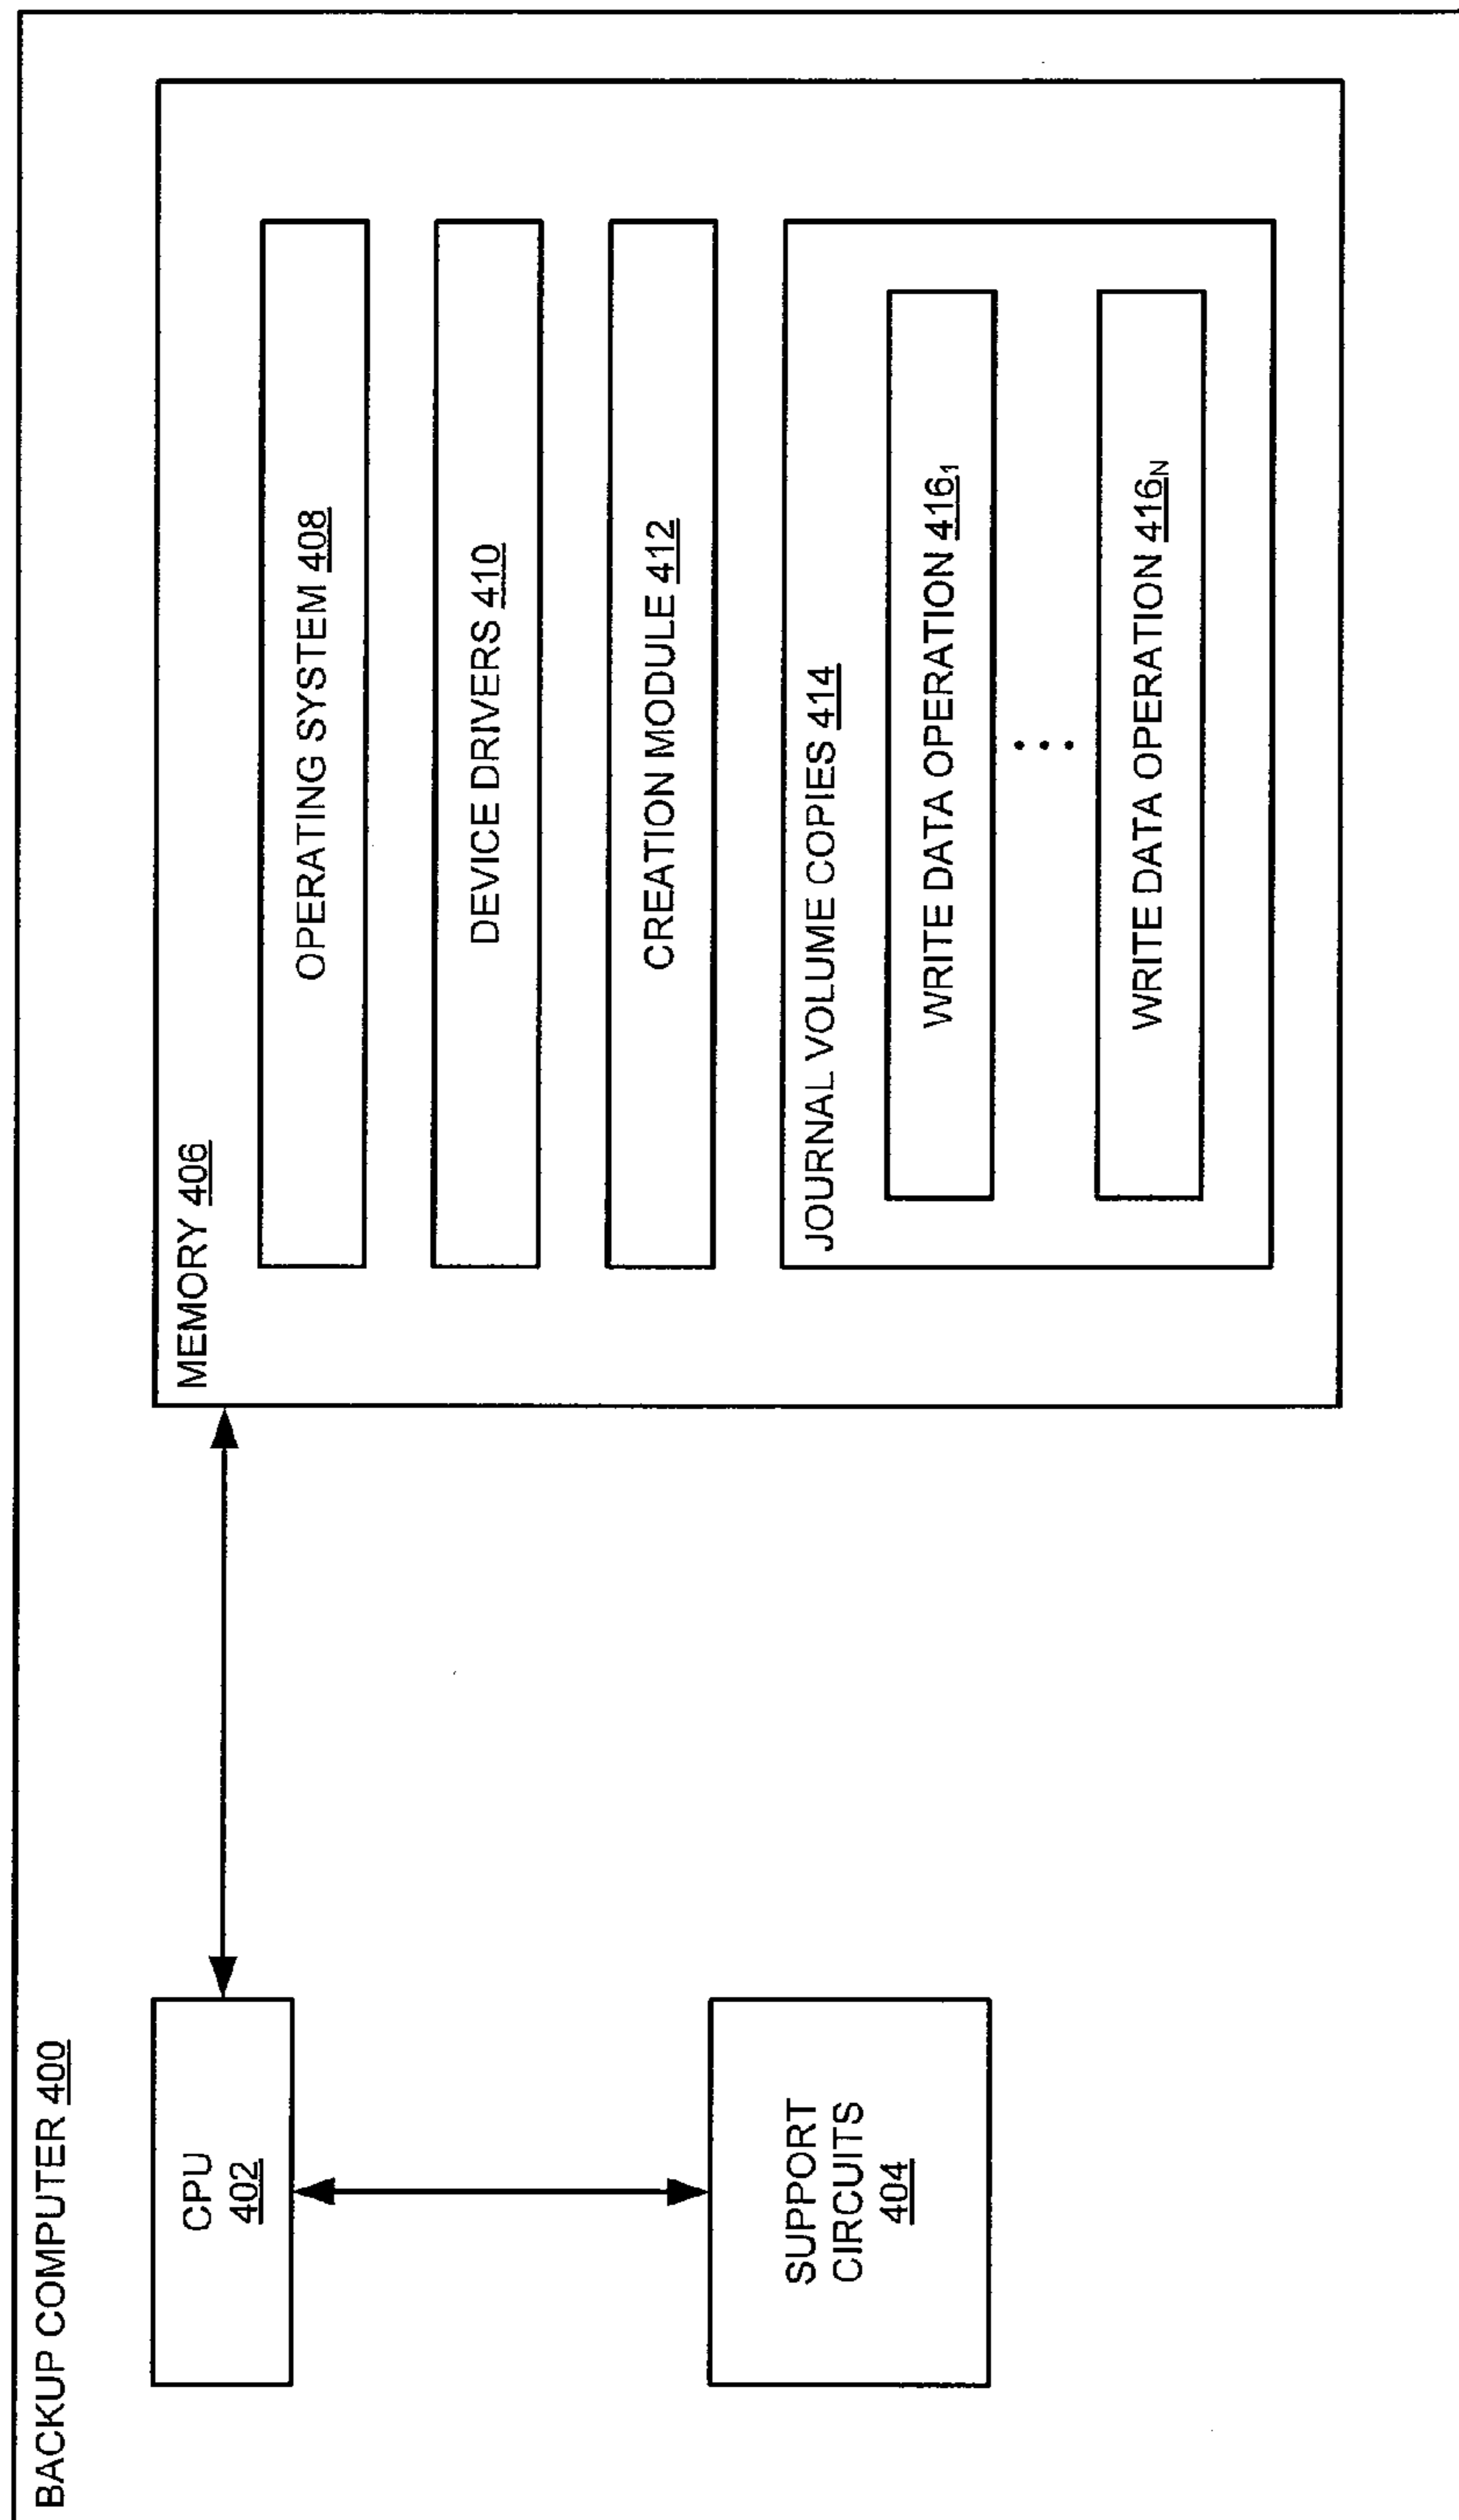 BACKUP COMPUTER 400
CPU
402
SUPPORT
CIRCUITS
404
MEMORY 406
OPERATING SYSTEM 408
DEVICE DRIVERS 410
CREATION MODULE 412
JOURNAL VOLUME COPIES 414
WRITE DATA OPERATION 416₁
WRITE DATA OPERATION 416ₙ